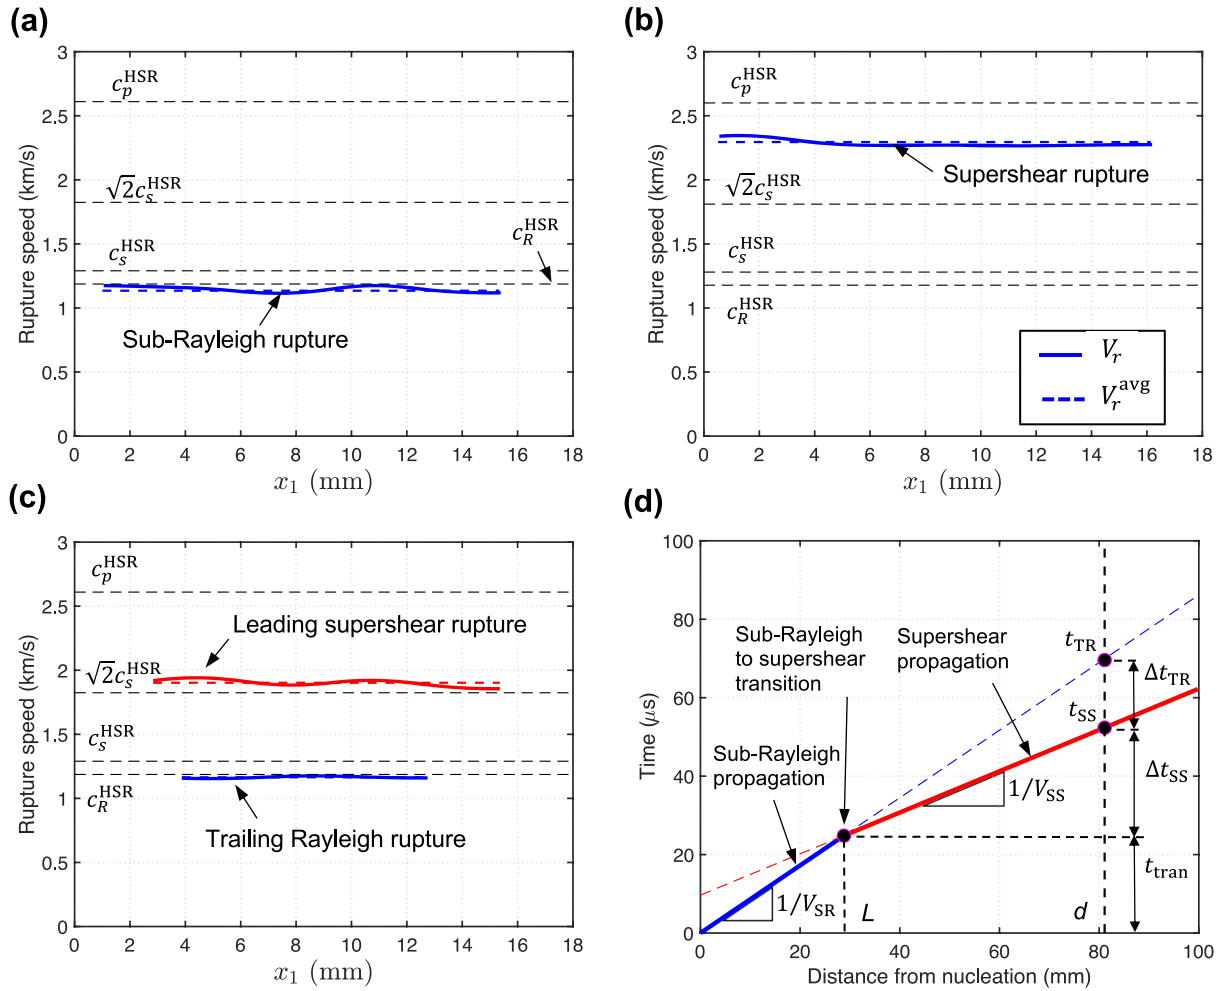 (a)
3
2.5
2
1.5
1
0.5
0
Rupture speed (km/s)
c_p^HSR
√2c_s^HSR
c_s^HSR
c_R^HSR
Sub-Rayleigh rupture
0 2 4 6 8 10 12 14 16 18
x₁ (mm)
(b)
3
2.5
2
1.5
1
0.5
0
Rupture speed (km/s)
c_p^HSR
Supershear rupture
√2c_s^HSR
c_s^HSR
c_R^HSR
V_r
V_r^avg
0 2 4 6 8 10 12 14 16 18
x₁ (mm)
(c)
3
2.5
2
1.5
1
0.5
0
Rupture speed (km/s)
c_p^HSR
Leading supershear rupture
√2c_s^HSR
c_s^HSR
c_R^HSR
Trailing Rayleigh rupture
0 2 4 6 8 10 12 14 16 18
x₁ (mm)
(d)
100
80
60
40
20
0
Time (μs)
Sub-Rayleigh
to supershear
transition
Supershear
propagation
Sub-Rayleigh
propagation
t_TR
Δt_TR
t_SS
Δt_SS
1/V_SS
t_tran
1/V_SR
L
d
0 20 40 60 80 100
Distance from nucleation (mm)